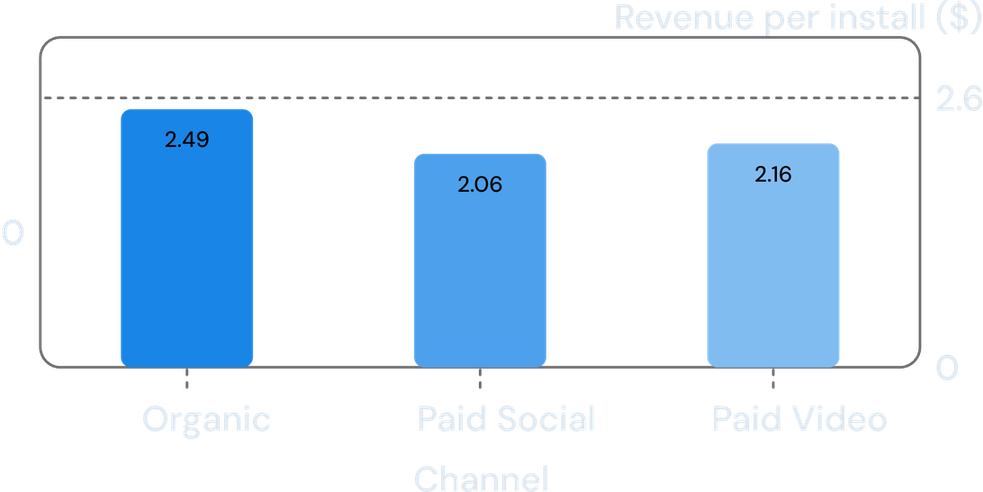 Revenue per install ($)
2.6
2.49
2.06
2.16
0
0
Organic
Paid Social
Paid Video
Channel